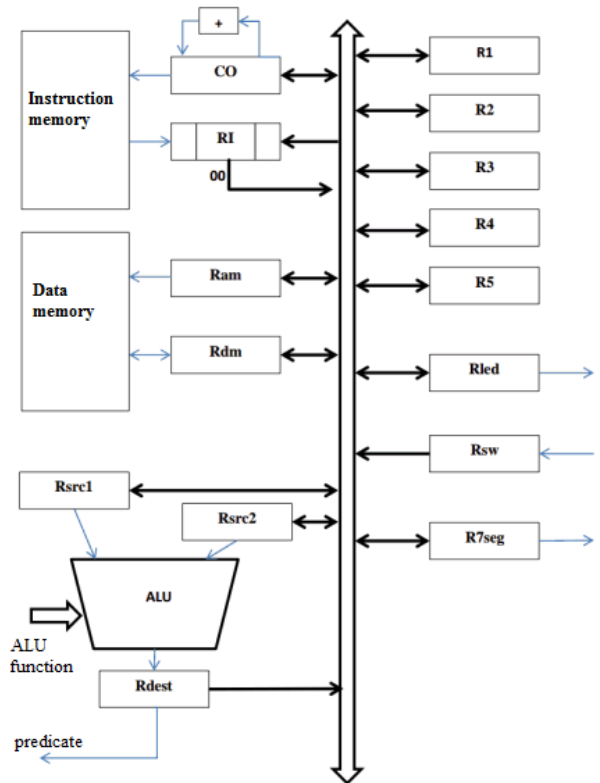 +
CO
Instruction
memory
RI
00
Ram
Data
memory
Rdm
Rsrc1
Rsrc2
ALU
ALU
function
Rdest
predicate
R1
R2
R3
R4
R5
Rled
Rsw
R7seg